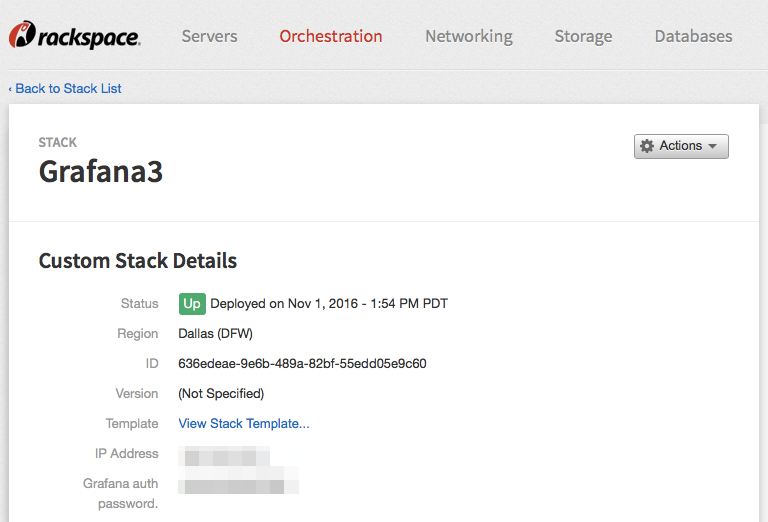 rackspace. Servers Orchestration Networking Storage Databases
‹ Back to Stack List
STACK
Grafana3
Actions
Custom Stack Details
Status Up Deployed on Nov 1, 2016 - 1:54 PM PDT
Region Dallas (DFW)
ID 636edeae-9e6b-489a-82bf-55edd05e9c60
Version (Not Specified)
Template View Stack Template...
IP Address
Grafana auth
password.